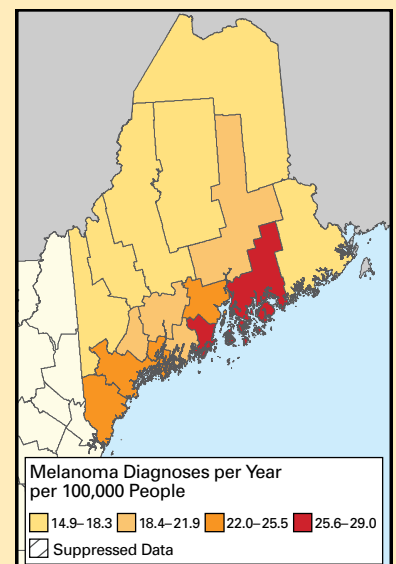 Melanoma Diagnoses per Year
per 100,000 People
14.9–18.3 18.4–21.9 22.0–25.5 25.6–29.0
Suppressed Data